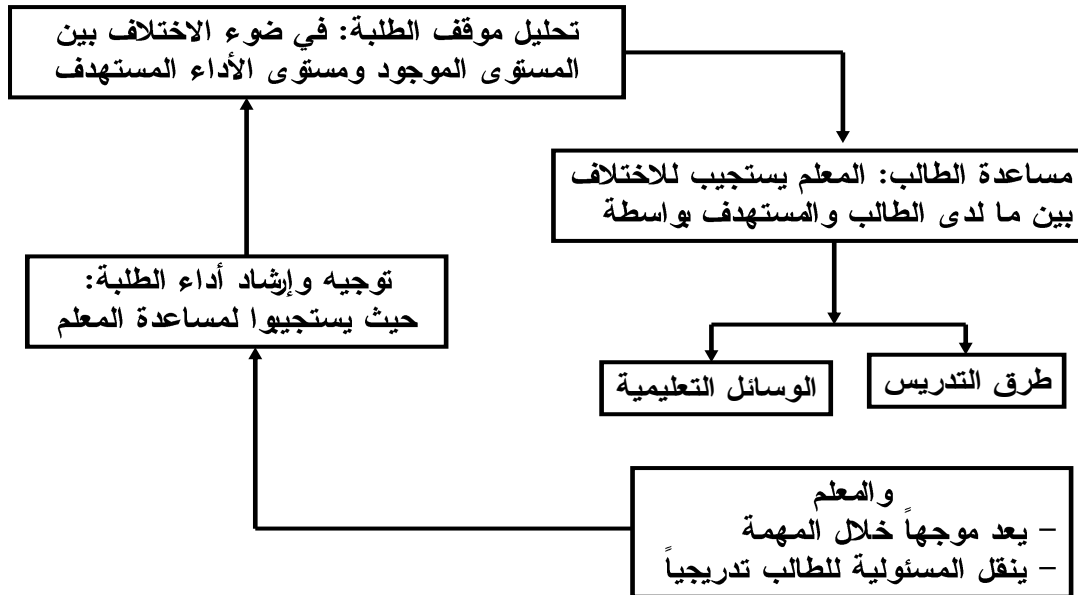 تحليل موقف الطلبة: في ضوء الاختلاف بين
المستوى الموجود ومستوى الأداء المستهدف
مساعدة الطالب: المعلم يستجيب للاختلاف
بين ما لدى الطالب والمستهدف بواسطة
توجيه وإرشاد أداء الطلبة:
حيث يستجيبوا لمساعدة المعلم
طرق التدريس
الوسائل التعليمية
والمعلم
- يعد موجهاً خلال المهمة
- ينقل المسئولية للطالب تدريجياً